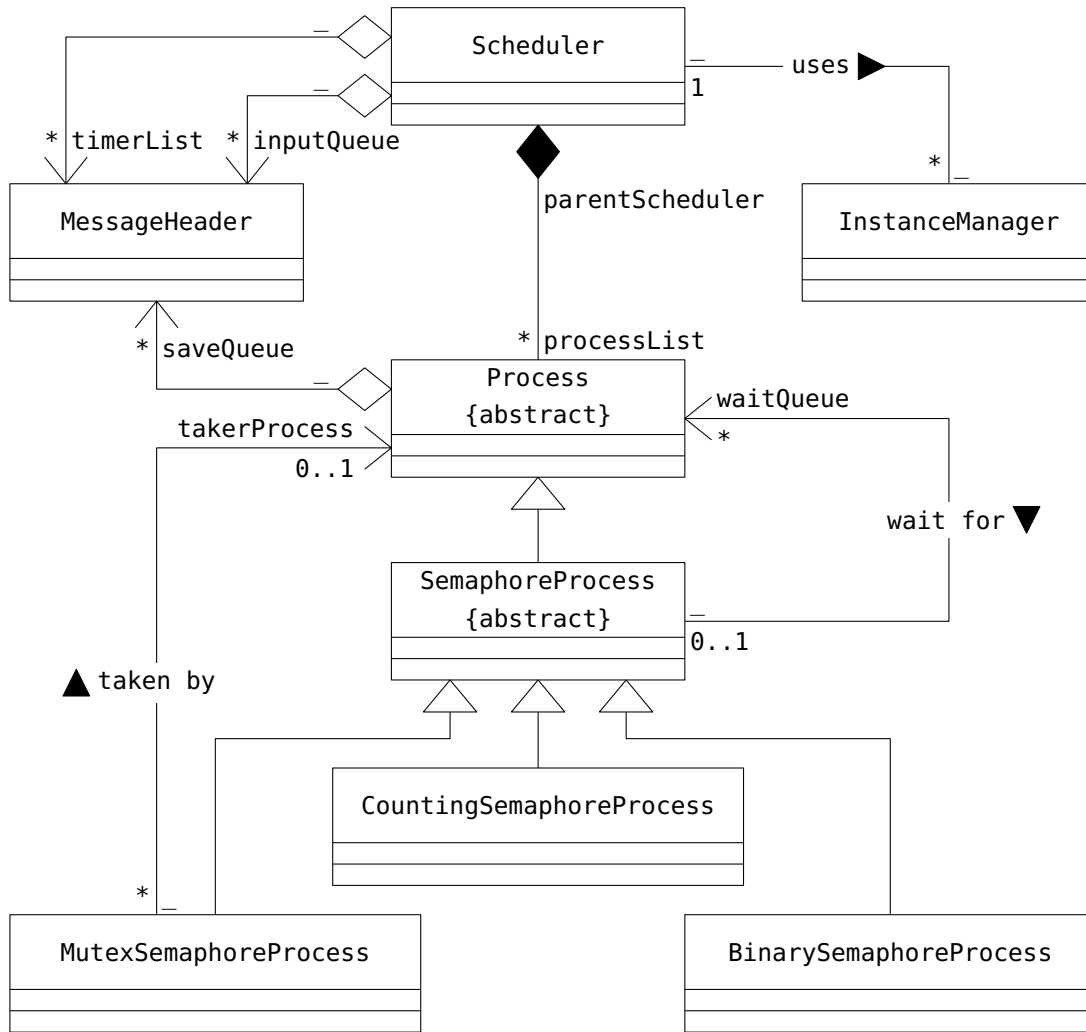 _
Scheduler
_
uses
_
1
* timerList
* inputQueue
*
_
MessageHeader
parentScheduler
InstanceManager
* saveQueue
* processList
_
Process
{abstract}
waitQueue
*
takerProcess
0..1
wait for
SemaphoreProcess
{abstract}
_
0..1
taken by
CountingSemaphoreProcess
*
_
MutexSemaphoreProcess
BinarySemaphoreProcess